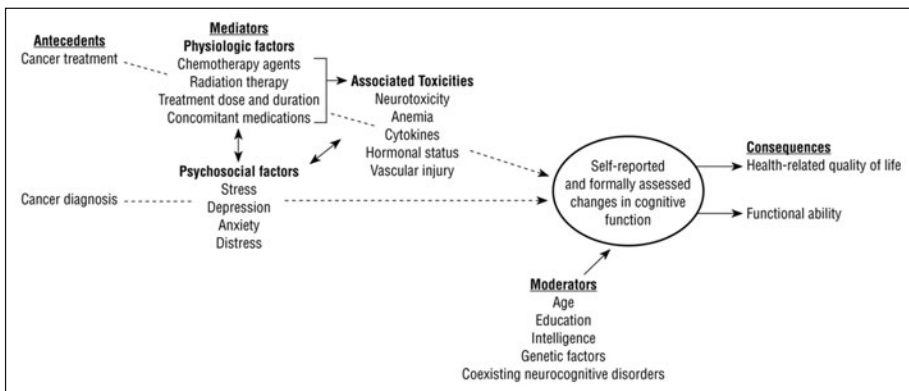 Antecedents
Cancer treatment
Cancer diagnosis
Mediators
Physiologic factors
Chemotherapy agents
Radiation therapy
Treatment dose and duration
Concomitant medications
Psychosocial factors
Stress
Depression
Anxiety
Distress
Associated Toxicities
Neurotoxicity
Anemia
Cytokines
Hormonal status
Vascular injury
Self-reported
and formally assessed
changes in cognitive
function
Moderators
Age
Education
Intelligence
Genetic factors
Coexisting neurocognitive disorders
Consequences
Health-related quality of life
Functional ability